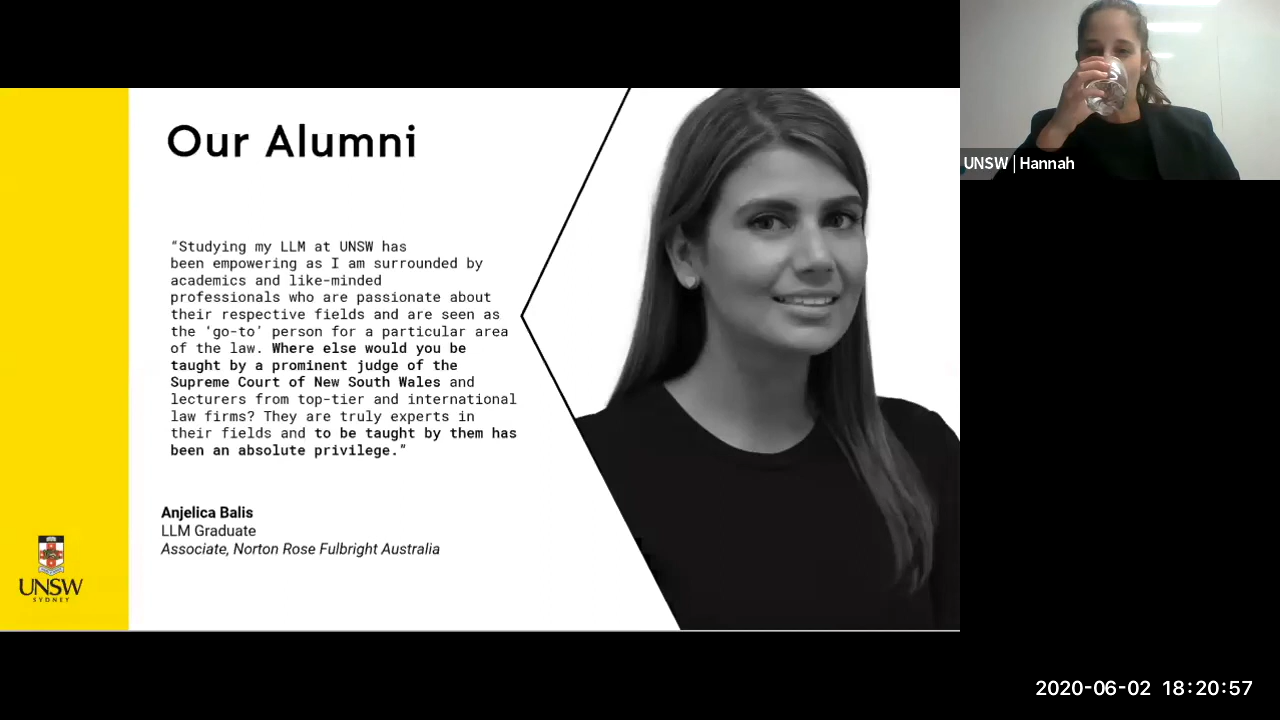 Our Alumni
“Studying my LLM at UNSW has
been empowering as I am surrounded by
academics and like-minded
professionals who are passionate about
their respective fields and are seen as
the ‘go-to’ person for a particular area
of the law. Where else would you be
taught by a prominent judge of the
Supreme Court of New South Wales and
lecturers from top-tier and international
law firms? They are truly experts in
their fields and to be taught by them has
been an absolute privilege.”
Anjelica Balis
LLM Graduate
Associate, Norton Rose Fulbright Australia
UNSW
SYDNEY
UNSW | Hannah
2020-06-02 18:20:57